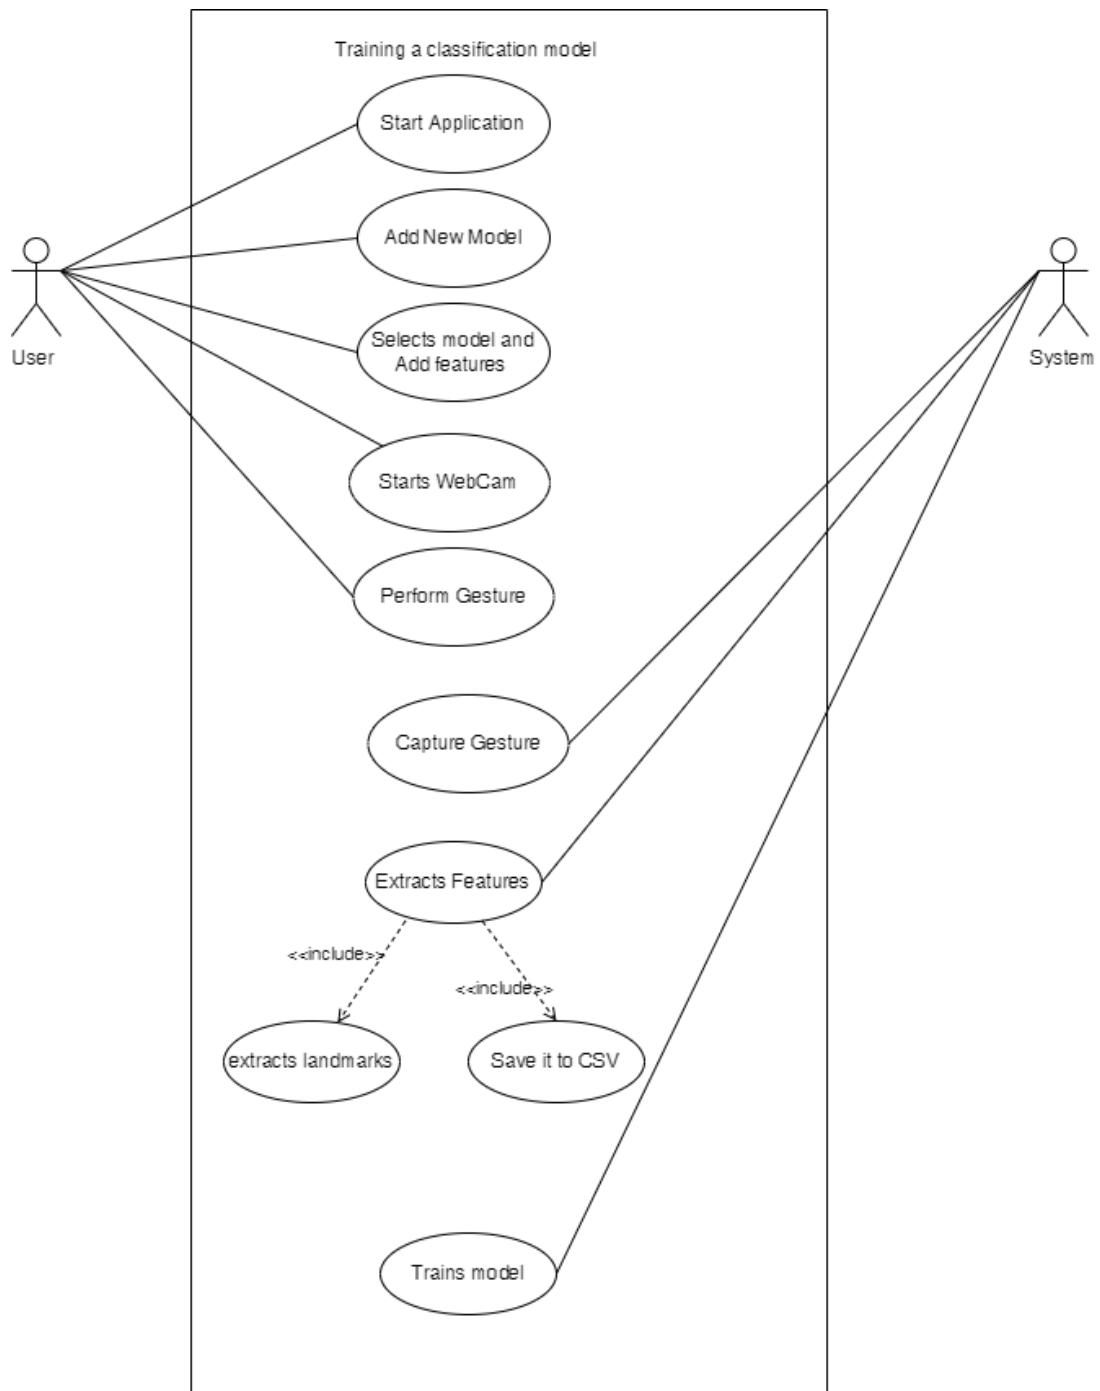 Training a classification model
Start Application
Add New Model
User
System
Selects model and
Add features
Starts WebCam
Perform Gesture
Capture Gesture
Extracts Features
<<include>>
<<include>>
extracts landmarks
Save it to CSV
Trains model